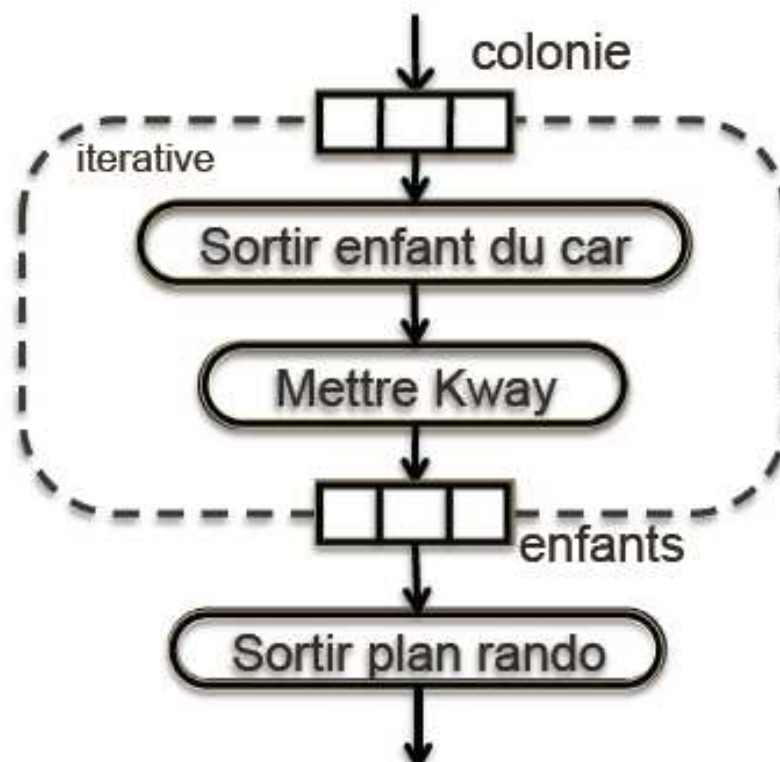 colonie
iterative
Sortir enfant du car
Mettre Kway
enfants
Sortir plan rando